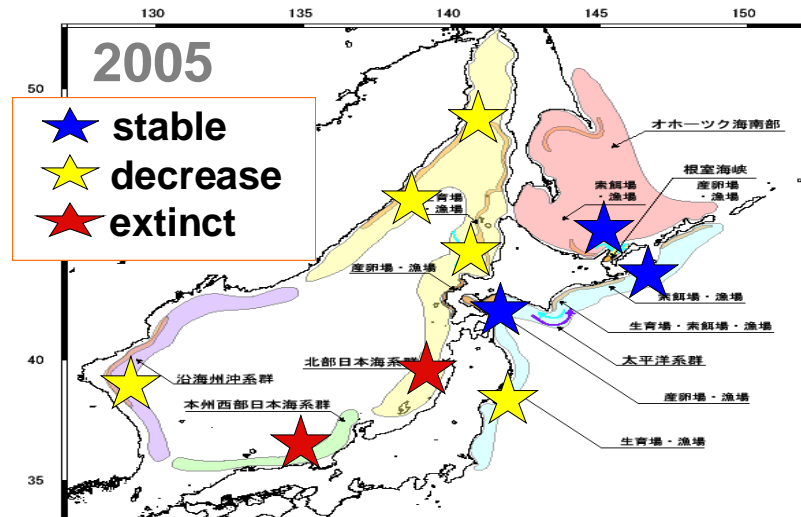 130
135
140
145
150
2005
50
stable
decrease
extinct
オホーツク海南部
根室海峡
索餌場
・漁場
産卵場
・漁場
・漁場
産卵場・漁場
索餌場・漁場
生育場・索餌場・漁場
太平洋系群
北部日本海系群
40
沿海州沖系群
産卵場・漁場
本州西部日本海系群
生育場・漁場
35